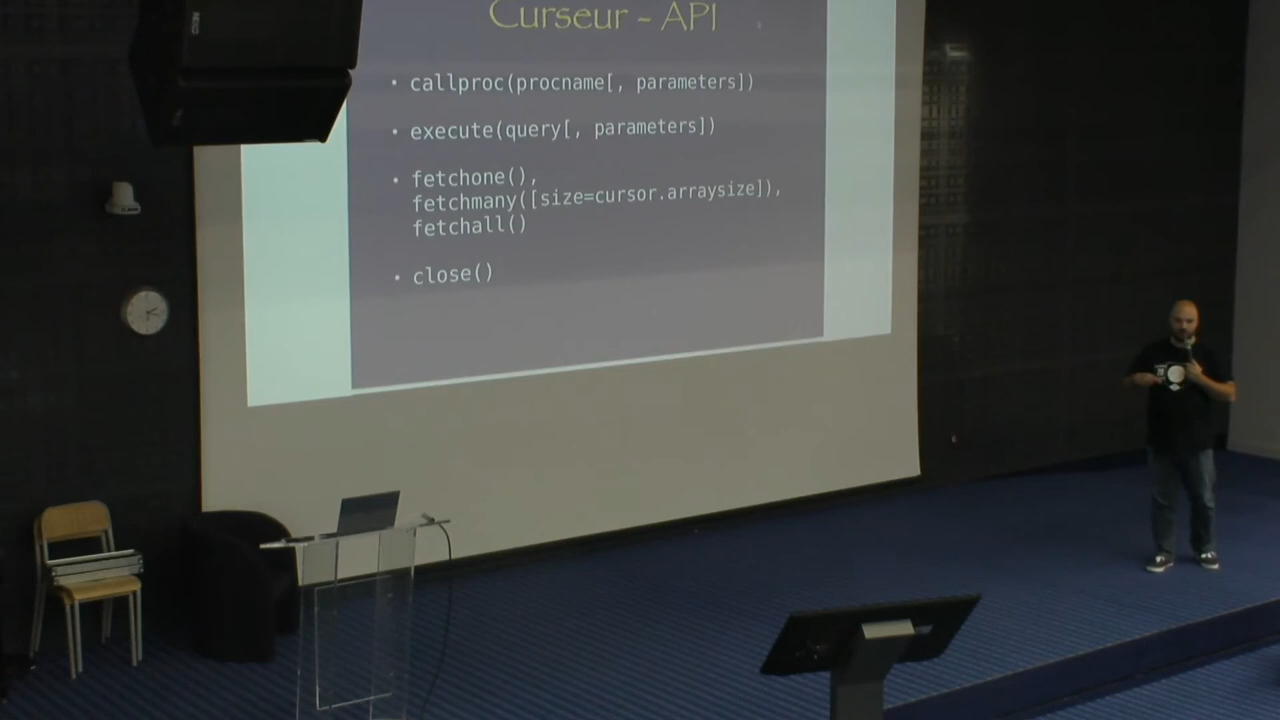 Curseur - API
• callproc(procname[, parameters])
• execute(query[, parameters])
• fetchone(),
fetchmany([size=cursor.arraysize]),
fetchall()
• close()